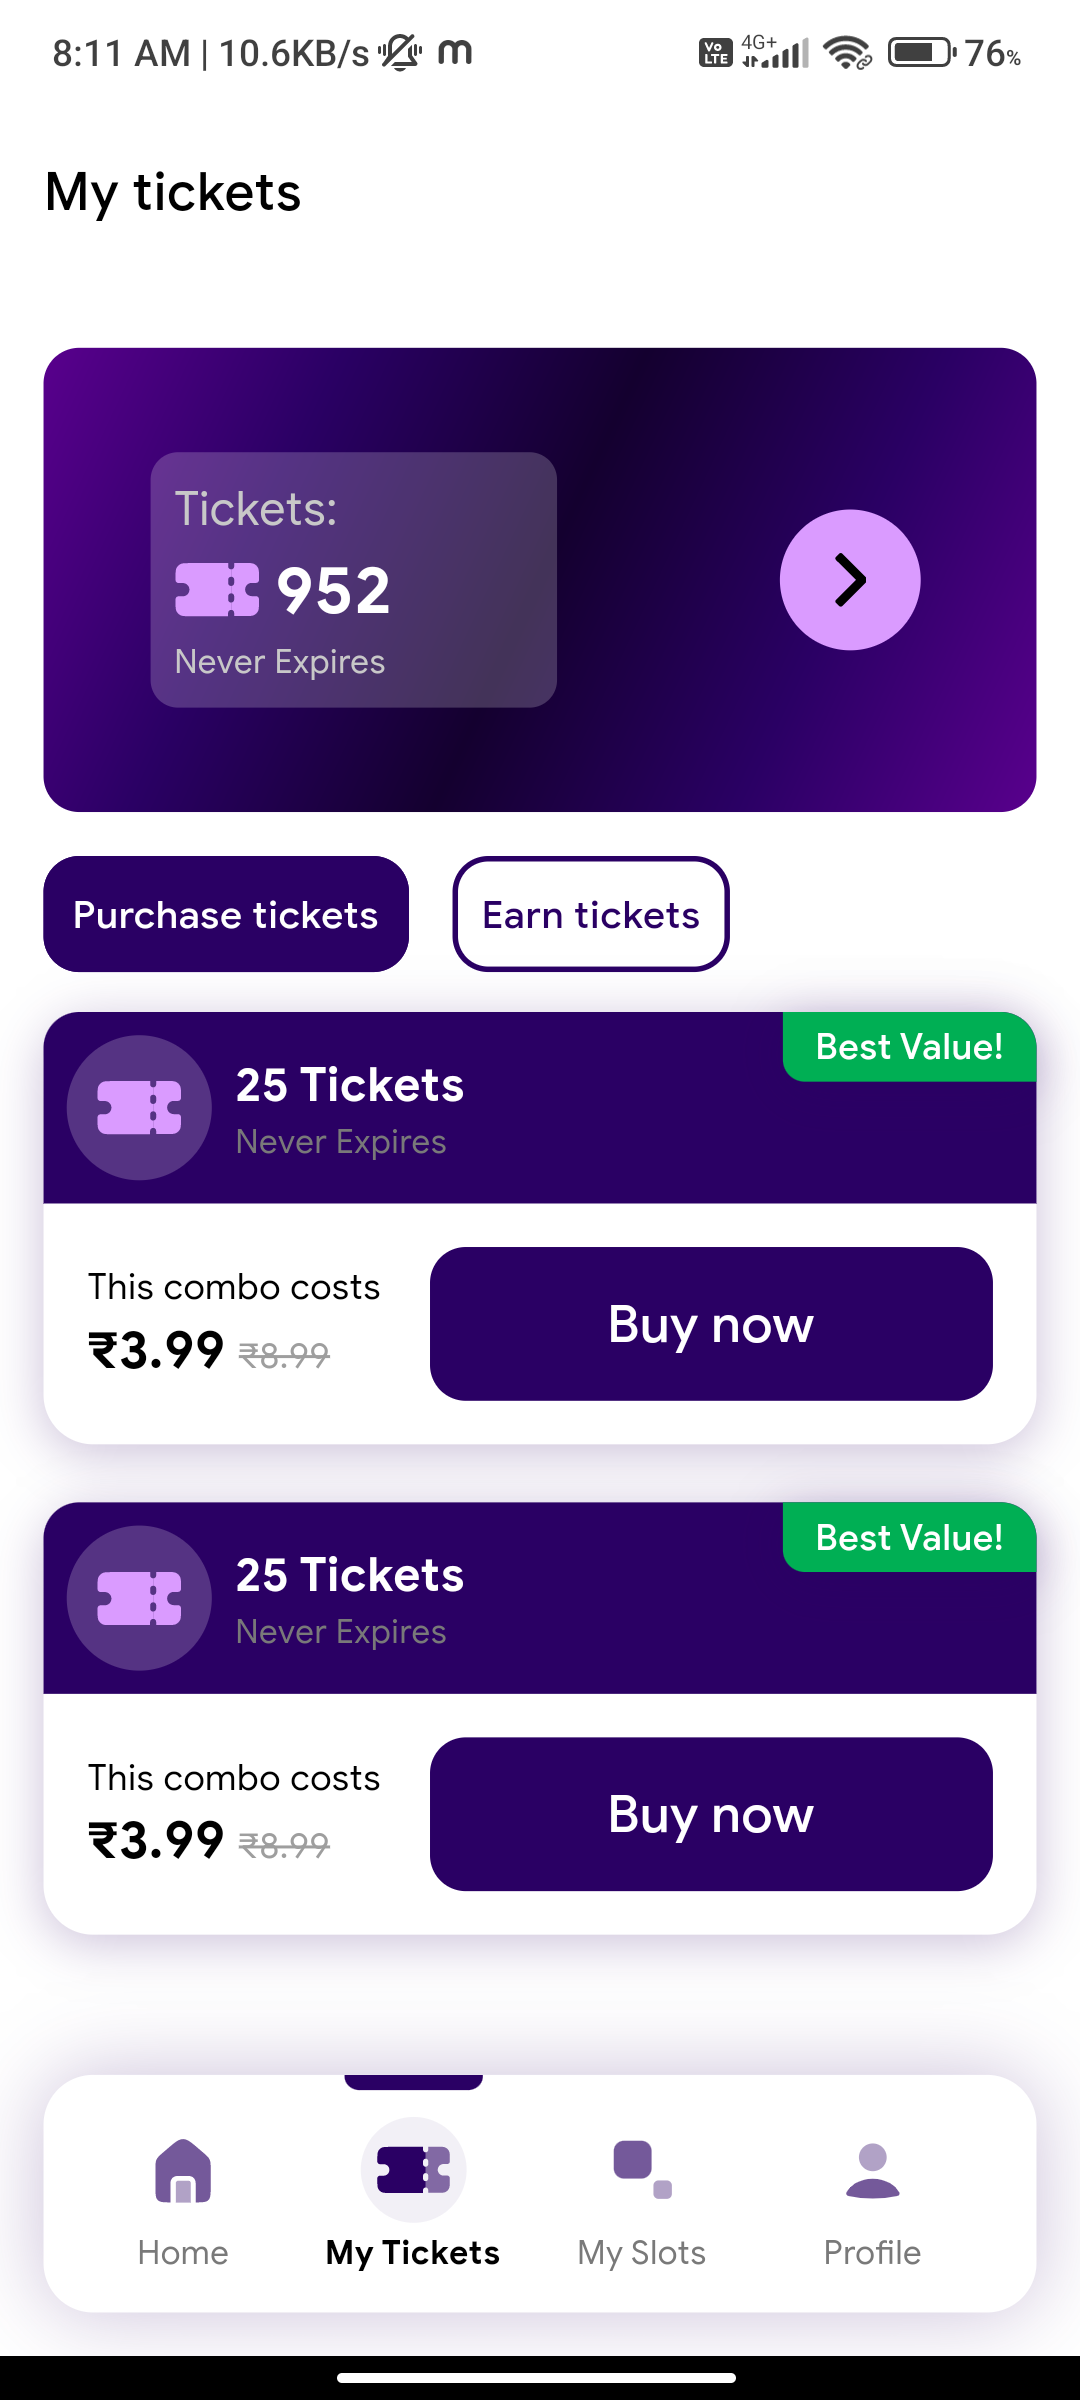 8:11 AM | 10.6KB/s m Vo LTE 4G+ 76%
My tickets
Tickets:
952
Never Expires
Purchase tickets Earn tickets
Best Value!
25 Tickets
Never Expires
This combo costs
₹3.99 ₹8.99
Buy now
Best Value!
25 Tickets
Never Expires
This combo costs
₹3.99 ₹8.99
Buy now
Home My Tickets My Slots Profile